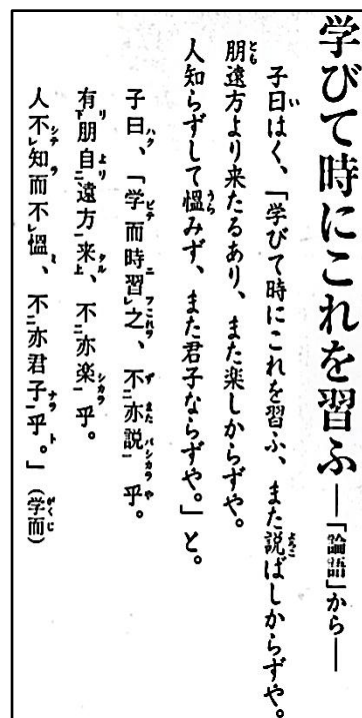 学びて時にこれを習ふ―「論語」から―
子曰はく、「学びて時にこれを習ふ、また説ばしからずや。
朋遠方より来たるあり、また楽しからずや。
人知らずして慍みず、また君子ならずや。」と。
子曰、「学而時習之、不亦説乎。
有朋自遠方来、不亦楽乎。
人不知而不慍、不亦君子乎。」(学而)